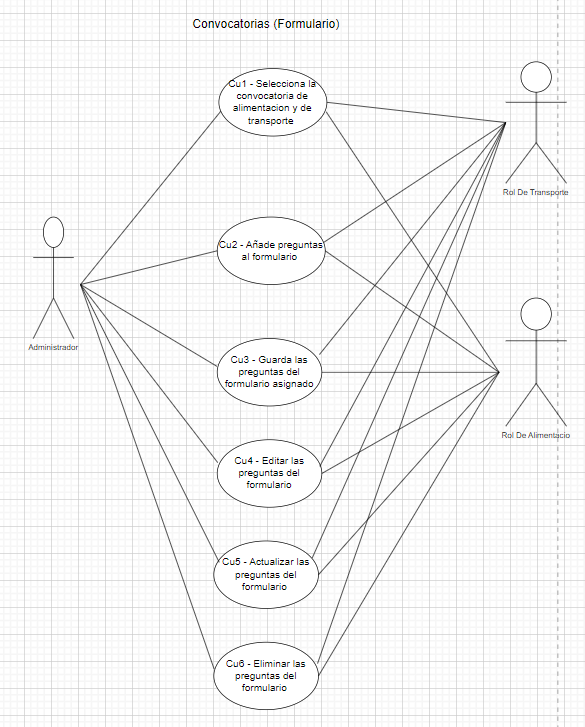 Convocatorias (Formulario)
Cu1 - Selecciona la
convocatoria de
alimentacion y de
transporte
Rol De Transporte
Cu2 - Añade preguntas
al formulario
Administrador
Cu3 - Guarda las
preguntas del
formulario asignado
Rol De Alimentacio
Cu4 - Editar las
preguntas del
formulario
Cu5 - Actualizar las
preguntas del
formulario
Cu6 - Eliminar las
preguntas del
formulario